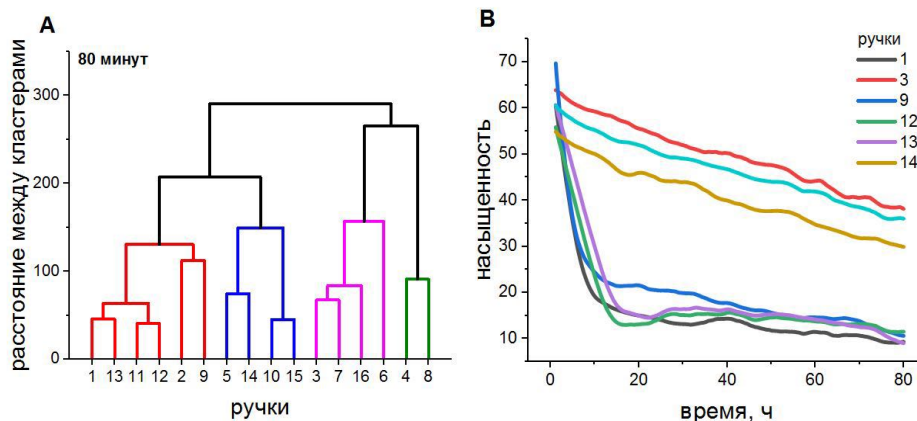 A
80 минут
расстояние между кластерами
300
200
100
0
1 13 11 12 2 9 5 14 10 15 3 7 16 6 4 8
ручки
B
насыщенность
70
60
50
40
30
20
10
0 20 40 60 80
время, ч
ручки
1
3
9
12
13
14